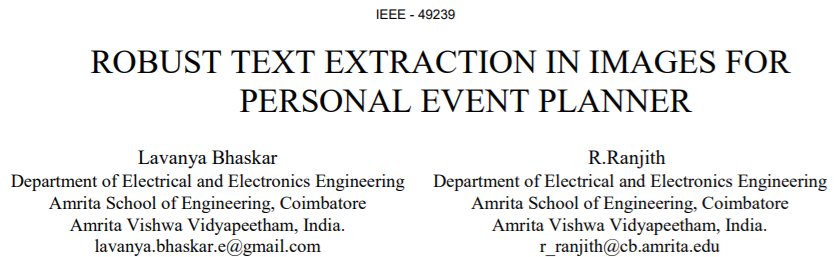 IEEE - 49239
ROBUST TEXT EXTRACTION IN IMAGES FOR
PERSONAL EVENT PLANNER
Lavanya Bhaskar
Department of Electrical and Electronics Engineering
Amrita School of Engineering, Coimbatore
Amrita Vishwa Vidyapeetham, India.
lavanya.bhaskar.e@gmail.com
R.Ranjith
Department of Electrical and Electronics Engineering
Amrita School of Engineering, Coimbatore
Amrita Vishwa Vidyapeetham, India.
r_ranjith@cb.amrita.edu